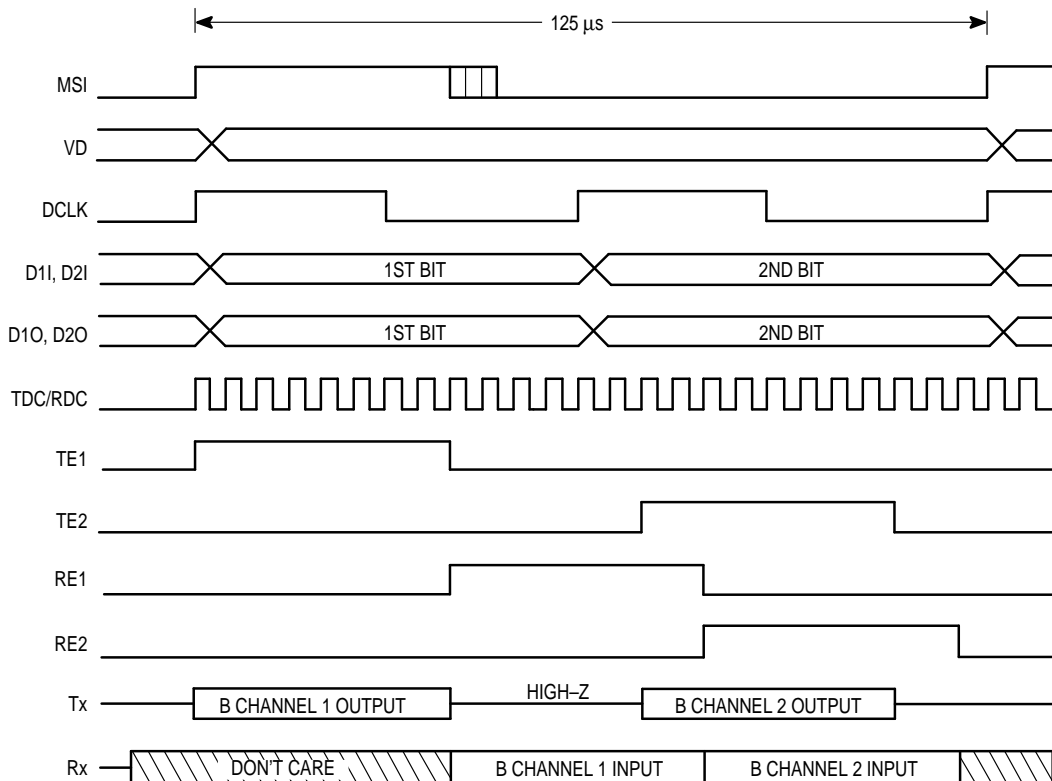 125 µs
MSI
VD
DCLK
D1I, D2I 1ST BIT 2ND BIT
D1O, D2O 1ST BIT 2ND BIT
TDC/RDC
TE1
TE2
RE1
RE2
Tx B CHANNEL 1 OUTPUT HIGH–Z B CHANNEL 2 OUTPUT
Rx DON'T CARE B CHANNEL 1 INPUT B CHANNEL 2 INPUT